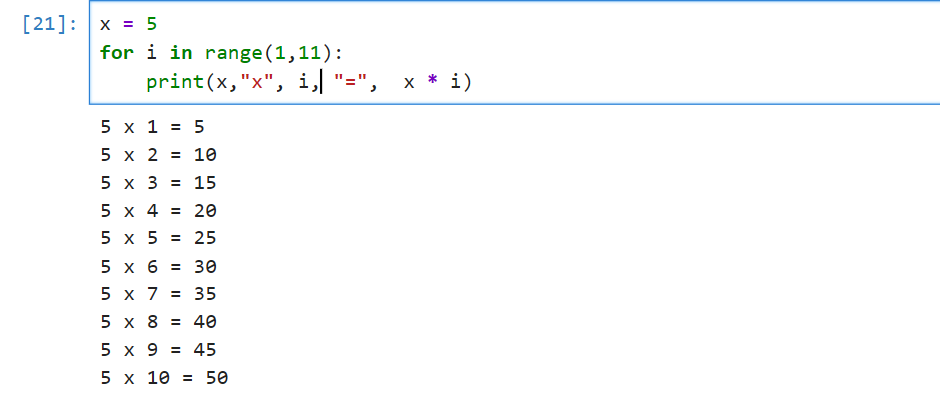 [21]: x = 5
for i in range(1,11):
    print(x,"x", i, "=",  x * i)
5 x 1 = 5
5 x 2 = 10
5 x 3 = 15
5 x 4 = 20
5 x 5 = 25
5 x 6 = 30
5 x 7 = 35
5 x 8 = 40
5 x 9 = 45
5 x 10 = 50